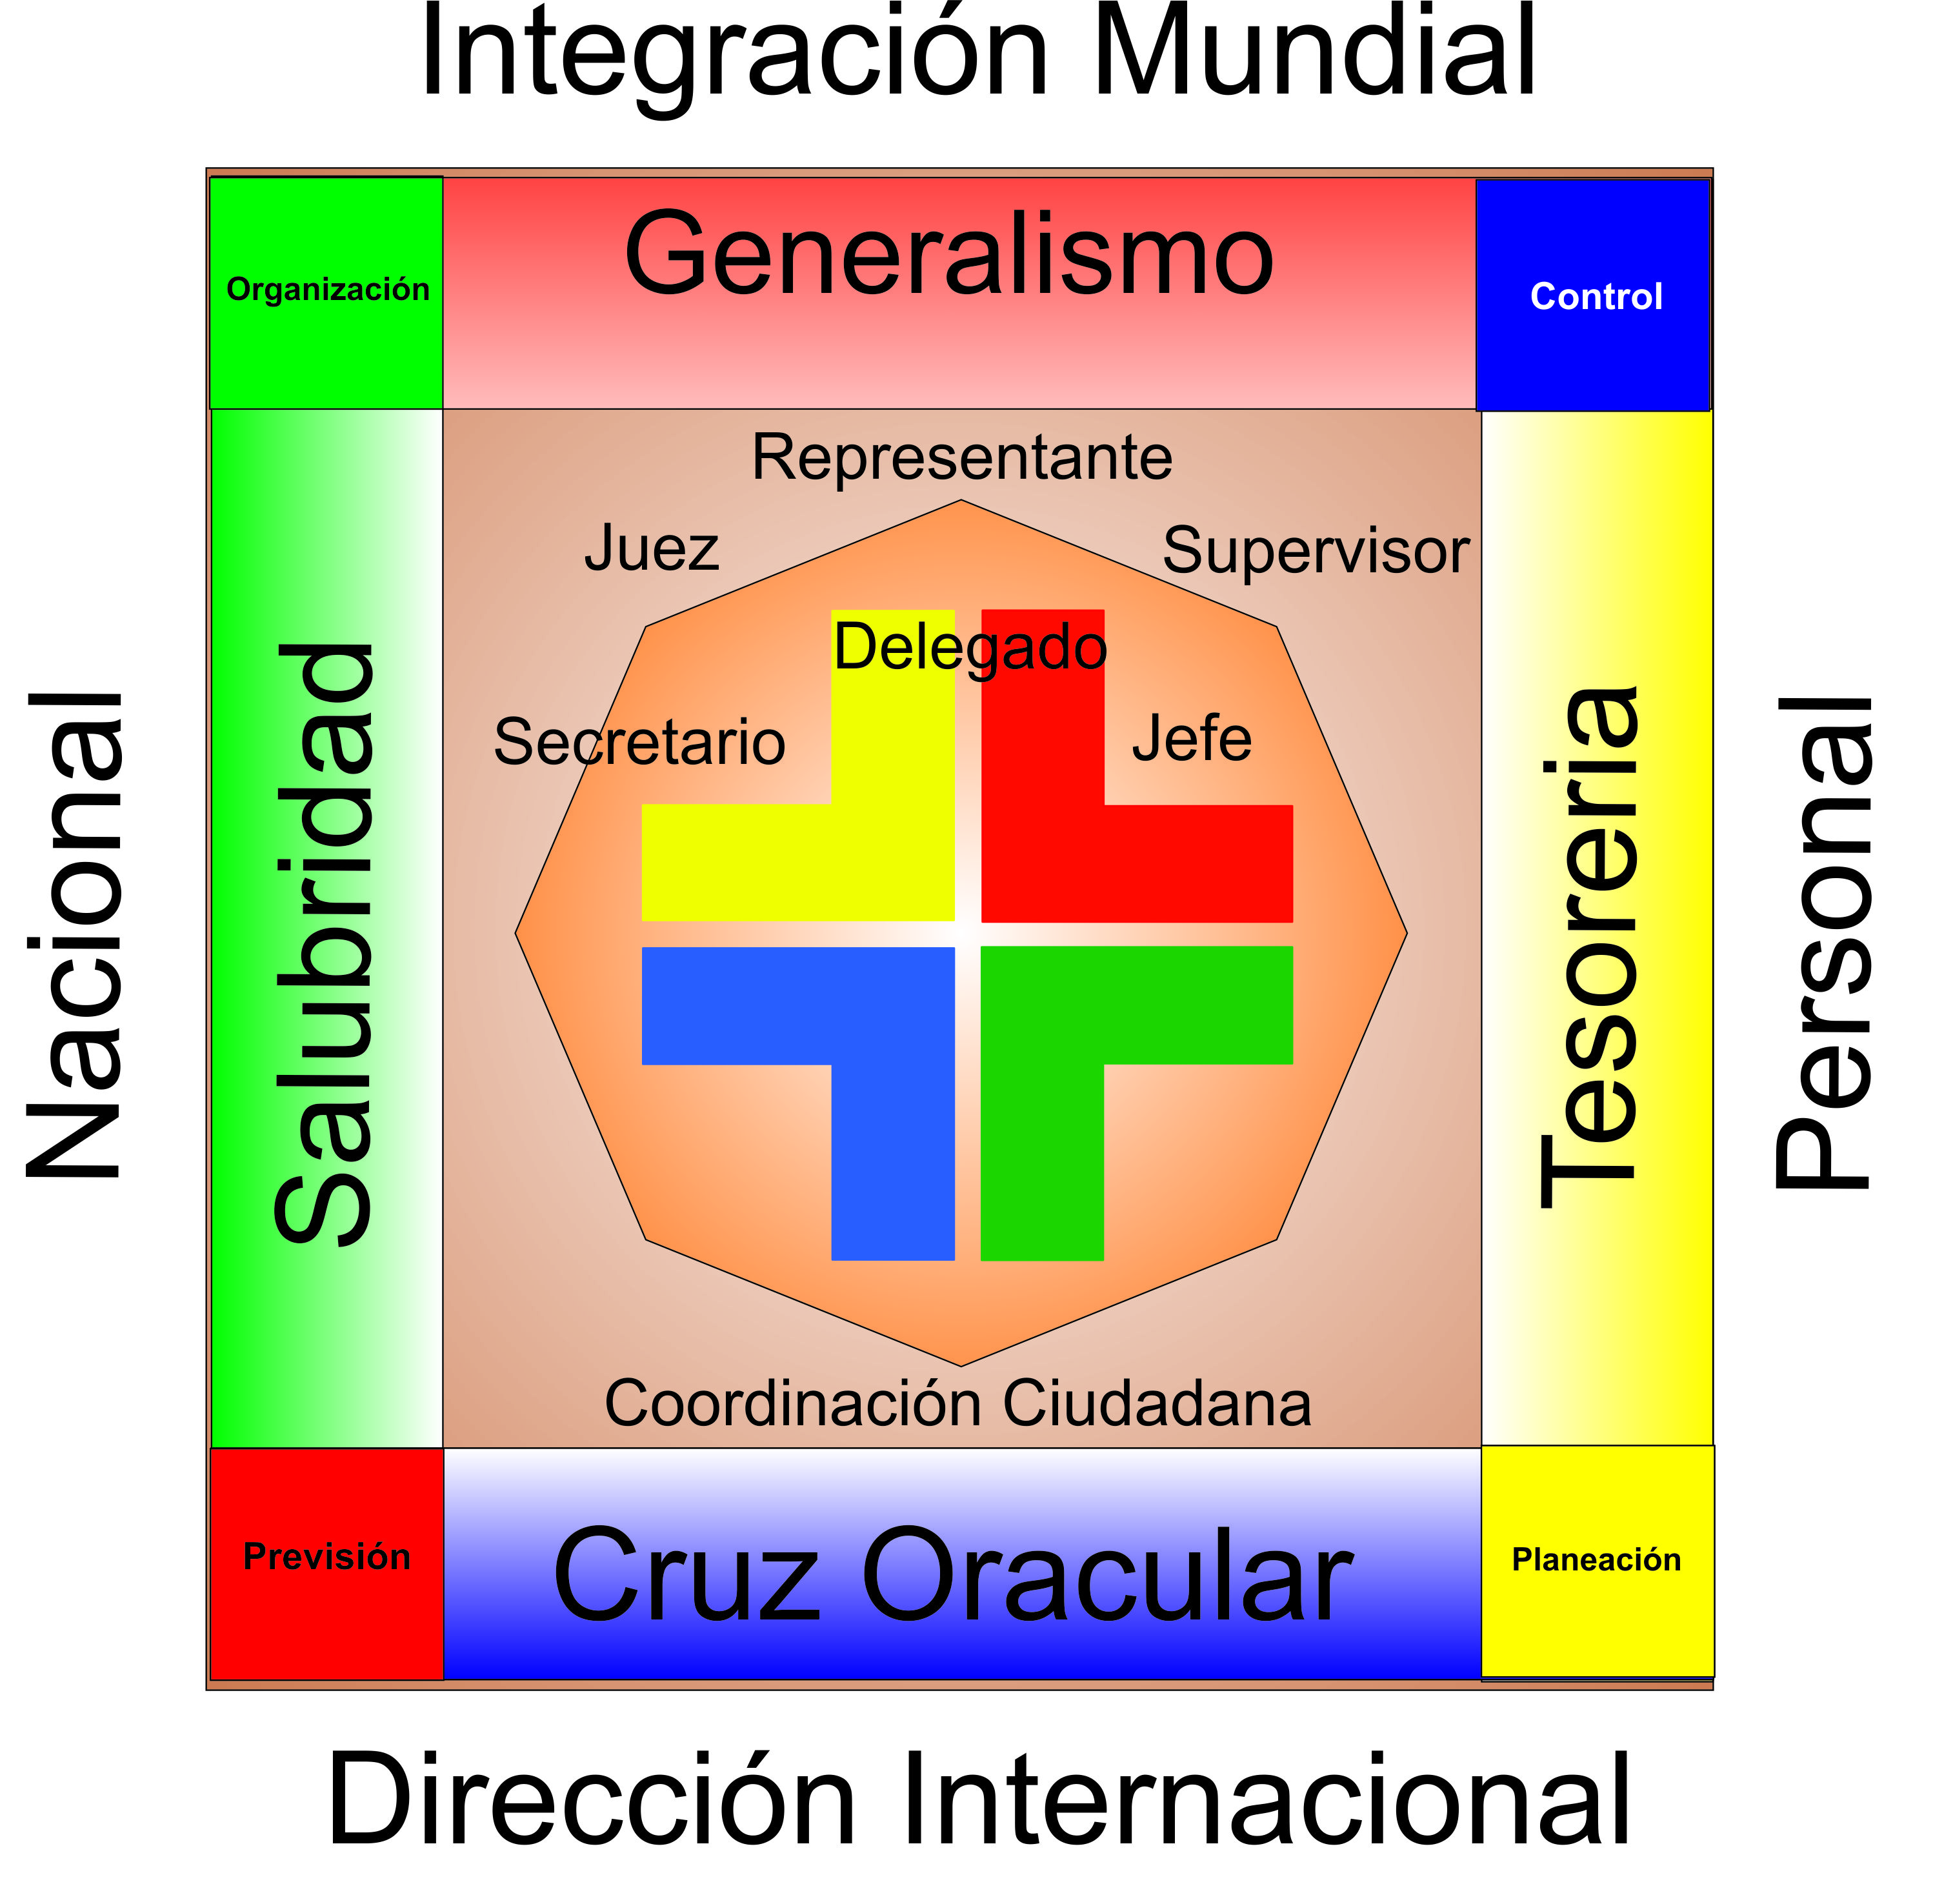 Integración Mundial
Organización
Generalismo
Control
Representante
Juez
Supervisor
Delegado
Secretario
Jefe
Nacional
Salubridad
Tesoreria
Personal
Coordinación Ciudadana
Previsión
Cruz Oracular
Planeación
Dirección Internacional